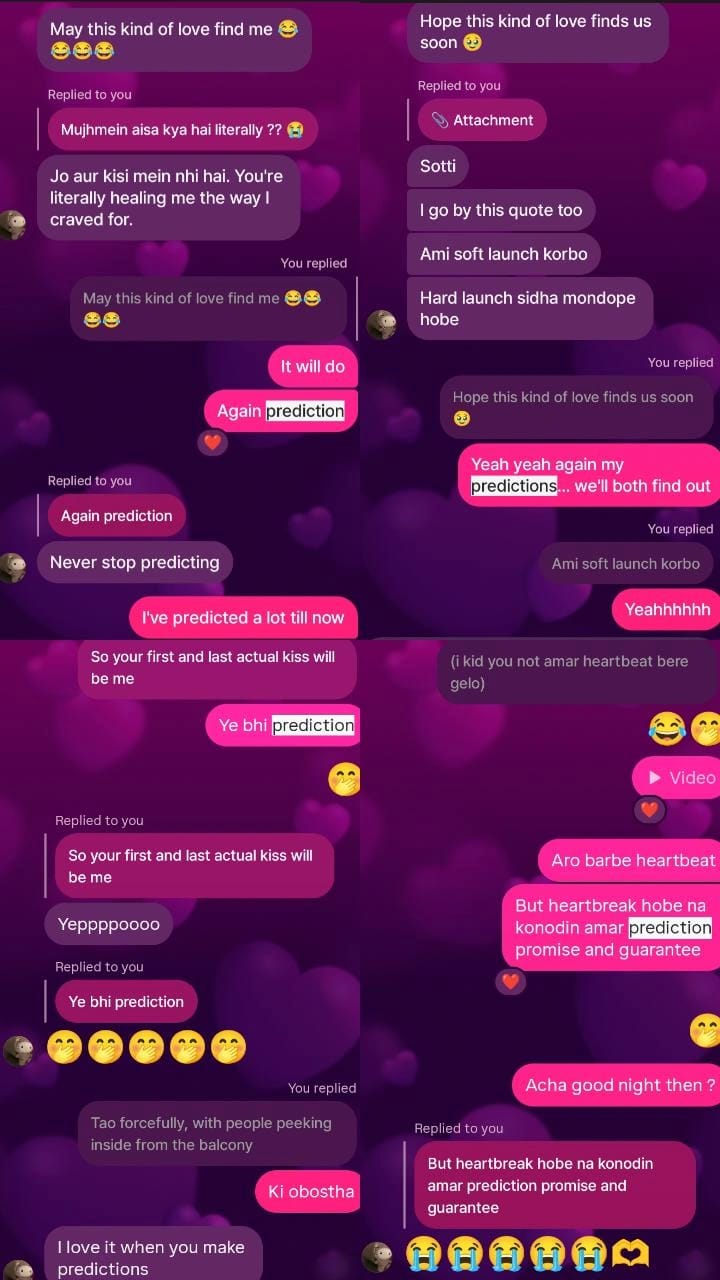 May this kind of love find me 😂
😂😂😂
Replied to you
Mujhmein aisa kya hai literally ?? 😭
Jo aur kisi mein nhi hai. You're
literally healing me the way I
craved for.
You replied
May this kind of love find me 😂😂
😂😂
It will do
Again prediction
❤️
Replied to you
Again prediction
Never stop predicting
I've predicted a lot till now
Hope this kind of love finds us
soon 🥹
Replied to you
📎 Attachment
Sotti
I go by this quote too
Ami soft launch korbo
Hard launch sidha mondope
hobe
You replied
Hope this kind of love finds us soon
🥹
Yeah yeah again my
predictions... we'll both find out
You replied
Ami soft launch korbo
Yeahhhhhh
So your first and last actual kiss will
be me
Ye bhi prediction
🤭
Replied to you
So your first and last actual kiss will
be me
Yeppppoooo
Replied to you
Ye bhi prediction
🤭🤭🤭🤭🤭
You replied
Tao forcefully, with people peeking
inside from the balcony
Ki obostha
I love it when you make
predictions
(i kid you not amar heartbeat bere
gelo)
😂🤭
▶ Video
❤️
Aro barbe heartbeat
But heartbreak hobe na
konodin amar prediction
promise and guarantee
❤️
🤭
Acha good night then ?
Replied to you
But heartbreak hobe na konodin
amar prediction promise and
guarantee
😭😭😭😭😭🫶